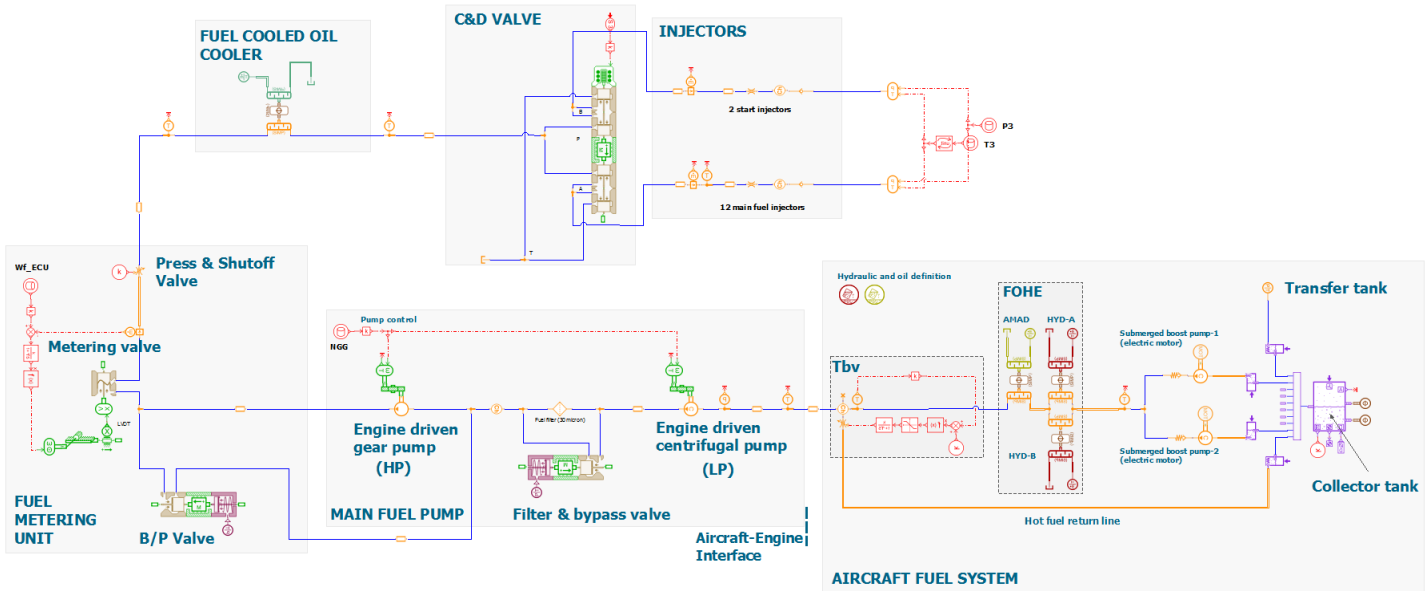 C&D VALVE
FUEL COOLED OIL
COOLER
INJECTORS
2 start injectors
P3
T3
12 main fuel injectors
B
P
A
T
Wf_ECU
Press & Shutoff
Valve
Metering valve
LVDT
FUEL
METERING
UNIT
B/P Valve
Pump control
NGG
Engine driven
gear pump
(HP)
Fuel filter (30 micron)
Engine driven
centrifugal pump
(LP)
MAIN FUEL PUMP
Filter & bypass valve
Aircraft-Engine
Interface
Hydraulic and oil definition
FOHE
AMAD
HYD-A
HYD-B
Tbv
Submerged boost pump-1
(electric motor)
Submerged boost pump-2
(electric motor)
Transfer tank
Collector tank
Hot fuel return line
AIRCRAFT FUEL SYSTEM